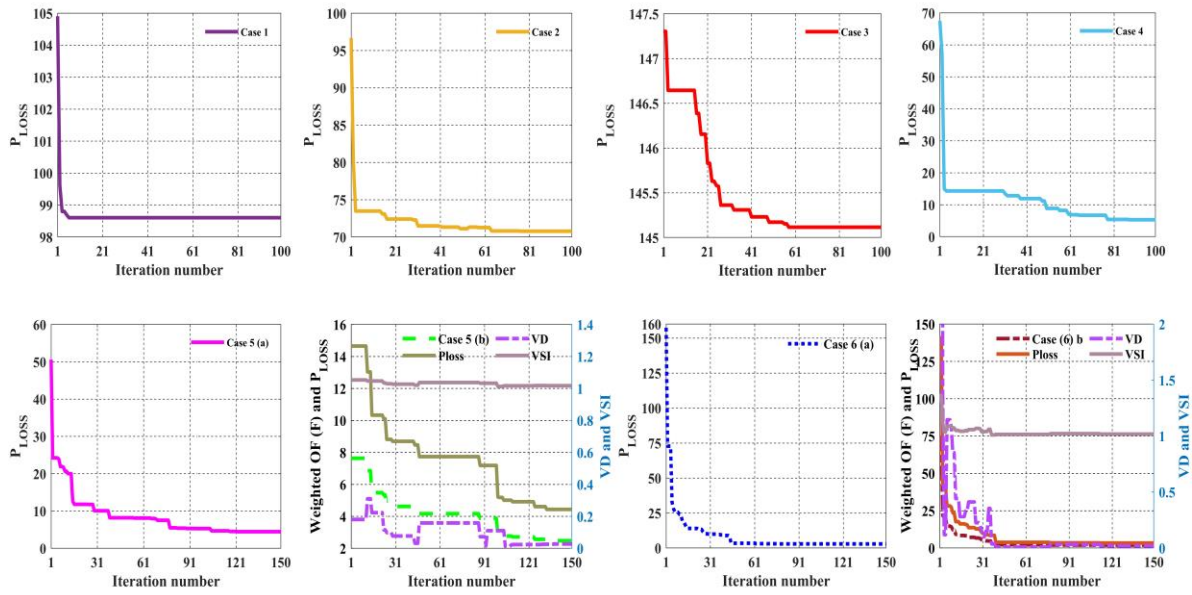 Case 1
105
104
103
102
101
100
99
98
P_LOSS
1 21 41 61 81 100
Iteration number
Case 2
100
95
90
85
80
75
70
P_LOSS
1 21 41 61 81 100
Iteration number
Case 3
147.5
147
146.5
146
145.5
145
P_LOSS
1 21 41 61 81 100
Iteration number
Case 4
70
60
50
40
30
20
10
0
P_LOSS
1 21 41 61 81 100
Iteration number
Case 5 (a)
60
50
40
30
20
10
0
P_LOSS
1 31 61 91 121 150
Iteration number
Case 5 (b) VD
Ploss VSI
16
14
12
10
8
6
4
2
Weighted OF (F) and P_LOSS
1.4
1.2
1
0.8
0.6
0.4
0.2
0
VD and VSI
1 31 61 91 121 150
Iteration number
Case 6 (a)
160
150
125
100
75
50
25
0
P_LOSS
1 31 61 91 121 150
Iteration number
Case (6) b VD
Ploss VSI
150
125
100
75
50
25
0
Weighted OF (F) and P_LOSS
2
1.5
1
0.5
0
VD and VSI
1 31 61 91 121 150
Iteration number